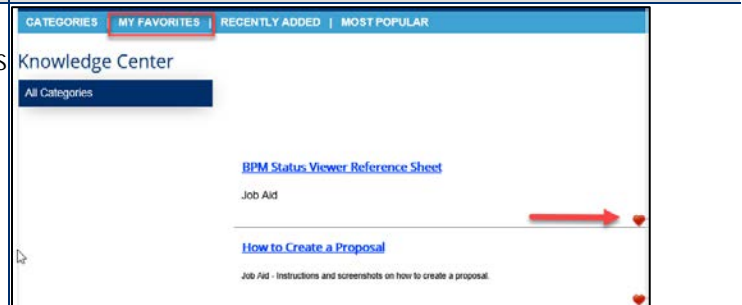 CATEGORIES | MY FAVORITES | RECENTLY ADDED | MOST POPULAR
S
Knowledge Center
All Categories
BPM Status Viewer Reference Sheet
Job Aid
How to Create a Proposal
Job Aid - Instructions and screenshots on how to create a proposal.